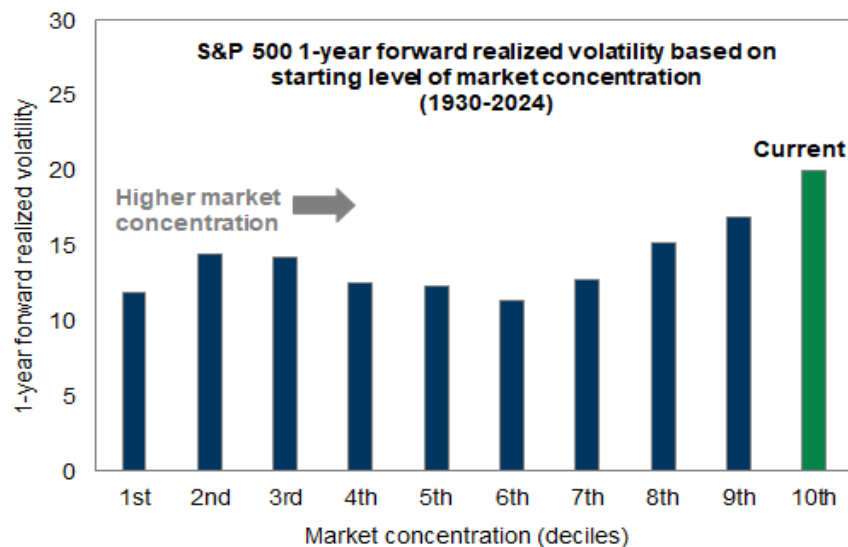 S&P 500 1-year forward realized volatility based on
starting level of market concentration
(1930-2024)
1-year forward realized volatility
30
25
20
15
10
5
0
Higher market
concentration
Current
1st 2nd 3rd 4th 5th 6th 7th 8th 9th 10th
Market concentration (deciles)